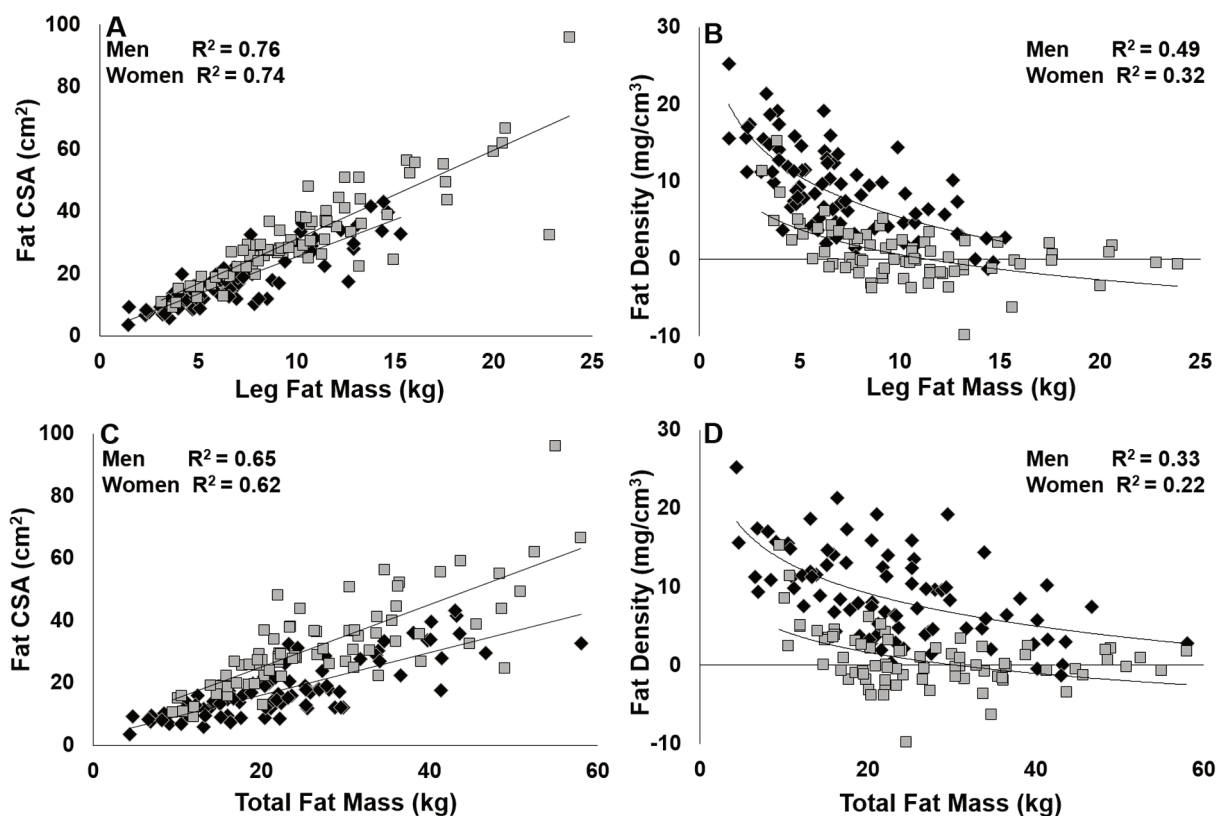 A
Men R² = 0.76
Women R² = 0.74
Fat CSA (cm²)
100
80
60
40
20
0
0 5 10 15 20 25
Leg Fat Mass (kg)
B
Men R² = 0.49
Women R² = 0.32
Fat Density (mg/cm³)
30
20
10
0
-10
0 5 10 15 20 25
Leg Fat Mass (kg)
C
Men R² = 0.65
Women R² = 0.62
Fat CSA (cm²)
100
80
60
40
20
0
0 20 40 60
Total Fat Mass (kg)
D
Men R² = 0.33
Women R² = 0.22
Fat Density (mg/cm³)
30
20
10
0
-10
0 20 40 60
Total Fat Mass (kg)